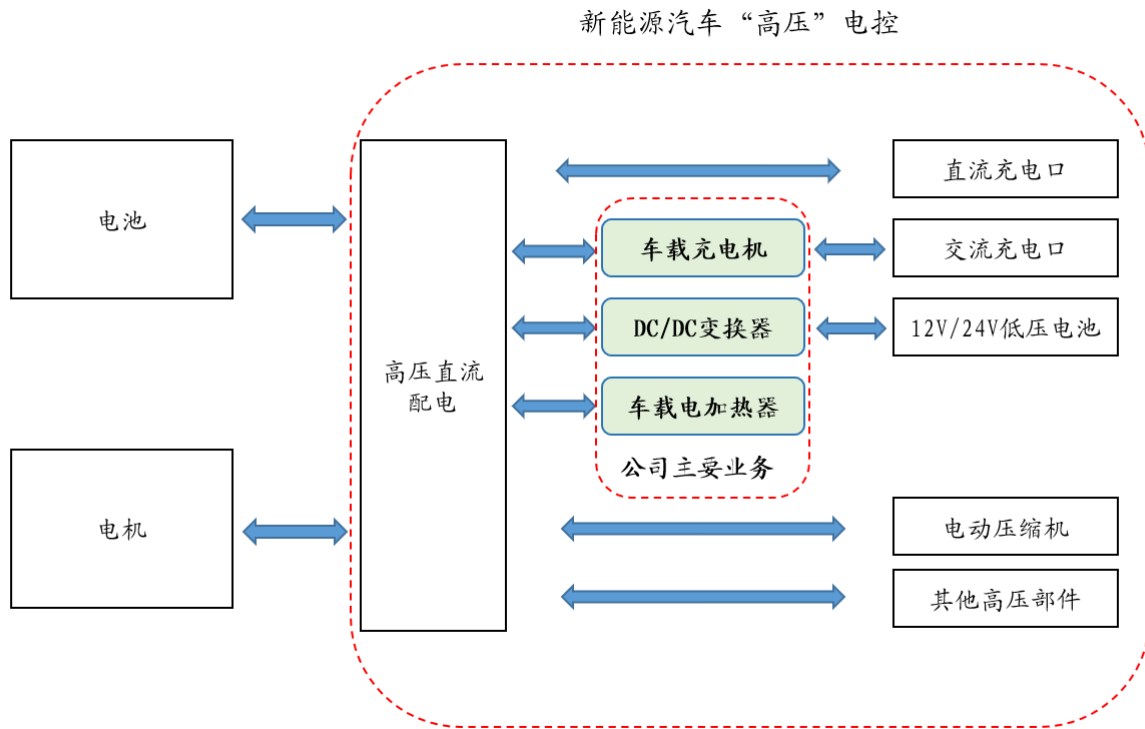 新能源汽车“高压”电控
电池
电机
高压直流
配电
车载充电机
DC/DC变换器
车载电加热器
公司主要业务
直流充电口
交流充电口
12V/24V低压电池
电动压缩机
其他高压部件